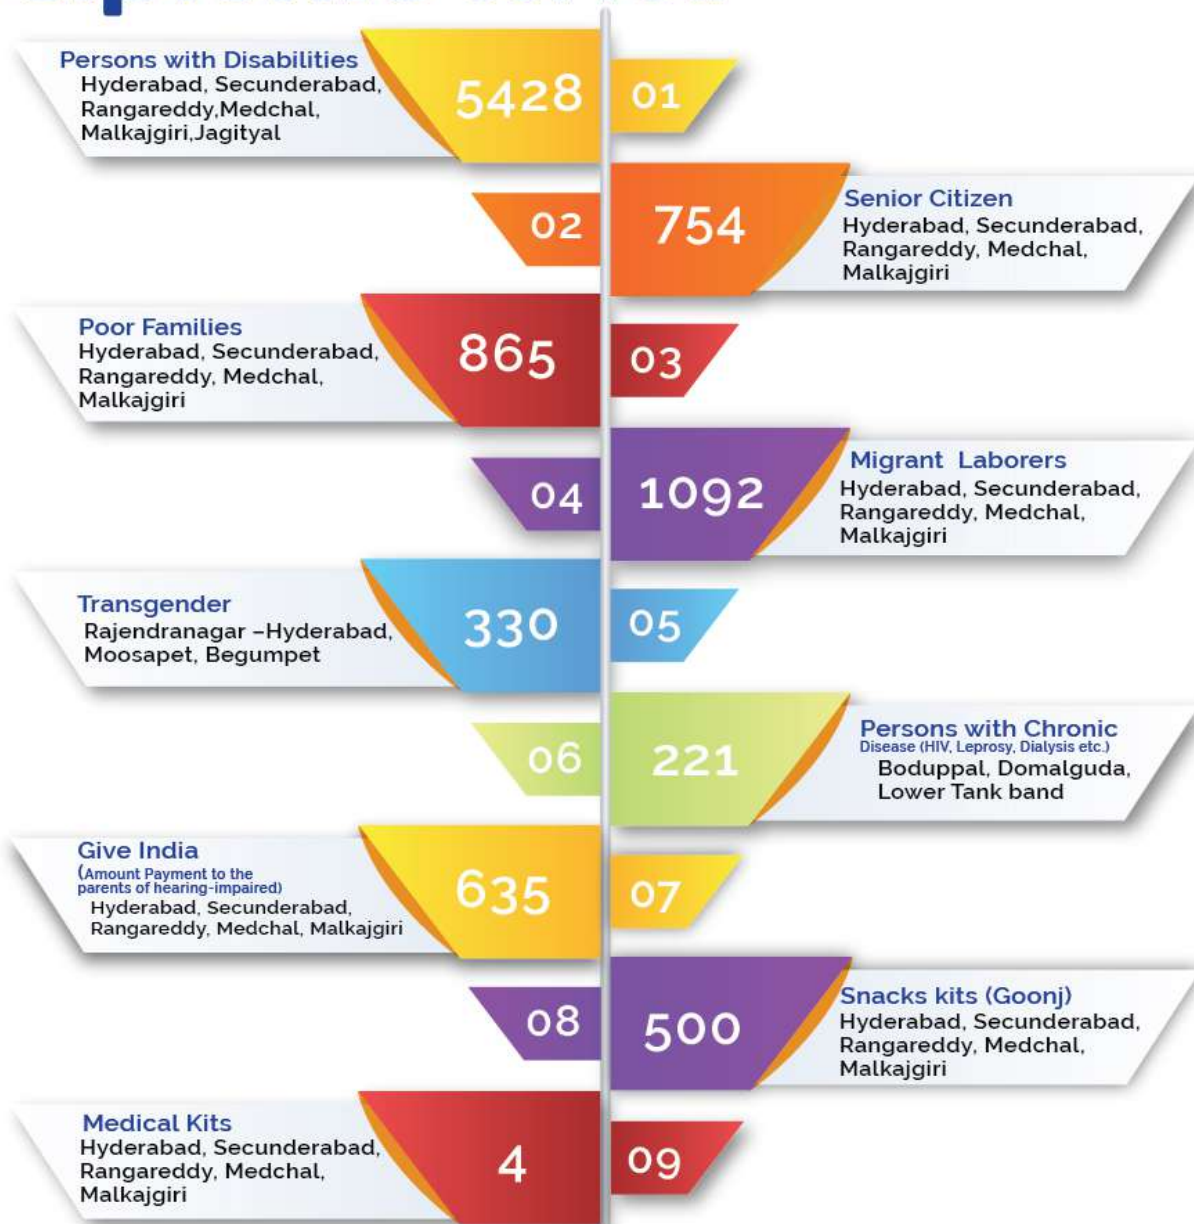 Persons with Disabilities
Hyderabad, Secunderabad,
Rangareddy,Medchal,
Malkajgiri,Jagityal
5428
01
02
754
Senior Citizen
Hyderabad, Secunderabad,
Rangareddy, Medchal,
Malkajgiri
Poor Families
Hyderabad, Secunderabad,
Rangareddy, Medchal,
Malkajgiri
865
03
04
1092
Migrant Laborers
Hyderabad, Secunderabad,
Rangareddy, Medchal,
Malkajgiri
Transgender
Rajendranagar –Hyderabad,
Moosapet, Begumpet
330
05
06
221
Persons with Chronic
Disease (HIV, Leprosy, Dialysis etc.)
Boduppal, Domalguda,
Lower Tank band
Give India
(Amount Payment to the
parents of hearing-impaired)
Hyderabad, Secunderabad,
Rangareddy, Medchal, Malkajgiri
635
07
08
500
Snacks kits (Goonj)
Hyderabad, Secunderabad,
Rangareddy, Medchal,
Malkajgiri
Medical Kits
Hyderabad, Secunderabad,
Rangareddy, Medchal,
Malkajgiri
4
09